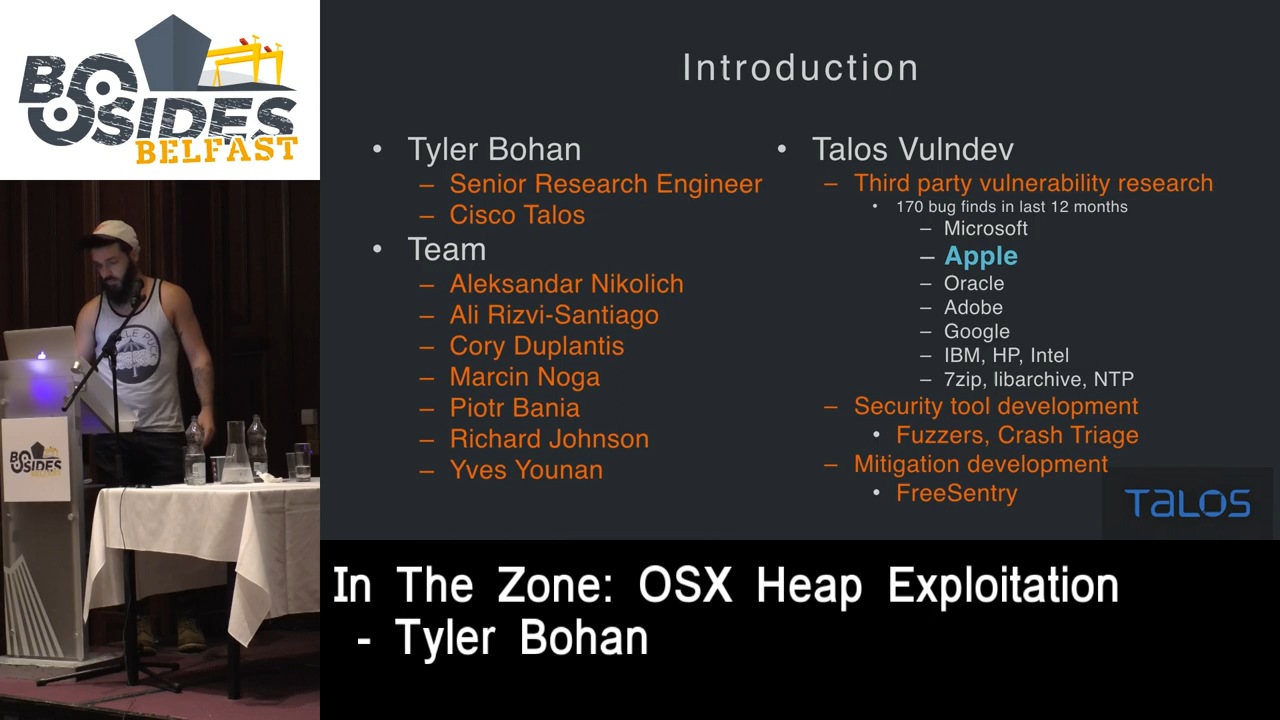 BSIDES
BELFAST
BSIDES
Introduction
• Tyler Bohan
– Senior Research Engineer
– Cisco Talos
• Team
– Aleksandar Nikolich
– Ali Rizvi-Santiago
– Cory Duplantis
– Marcin Noga
– Piotr Bania
– Richard Johnson
– Yves Younan
• Talos Vulndev
– Third party vulnerability research
• 170 bug finds in last 12 months
– Microsoft
– Apple
– Oracle
– Adobe
– Google
– IBM, HP, Intel
– 7zip, libarchive, NTP
– Security tool development
• Fuzzers, Crash Triage
– Mitigation development
• FreeSentry
TALOS
In The Zone: OSX Heap Exploitation
- Tyler Bohan